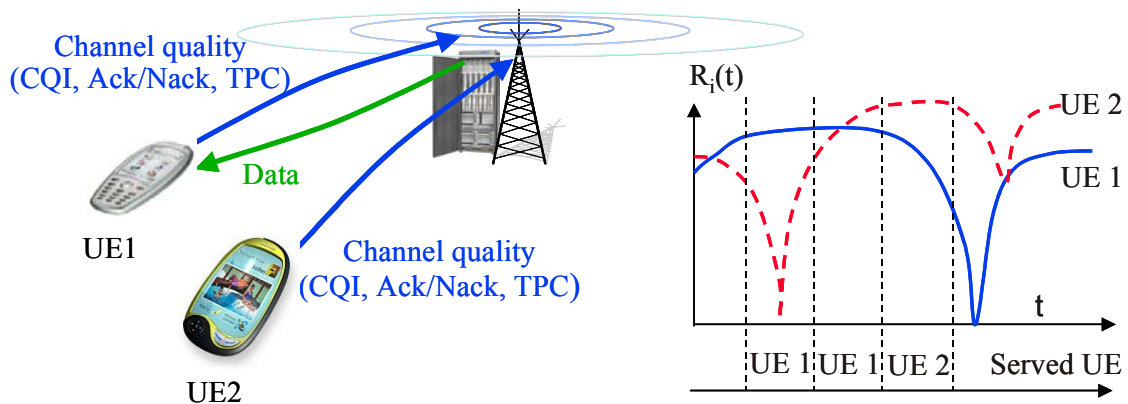 Channel quality
(CQI, Ack/Nack, TPC)
Data
UE1
Channel quality
(CQI, Ack/Nack, TPC)
UE2
Rᵢ(t)
UE 2
UE 1
t
UE 1 UE 1 UE 2 Served UE